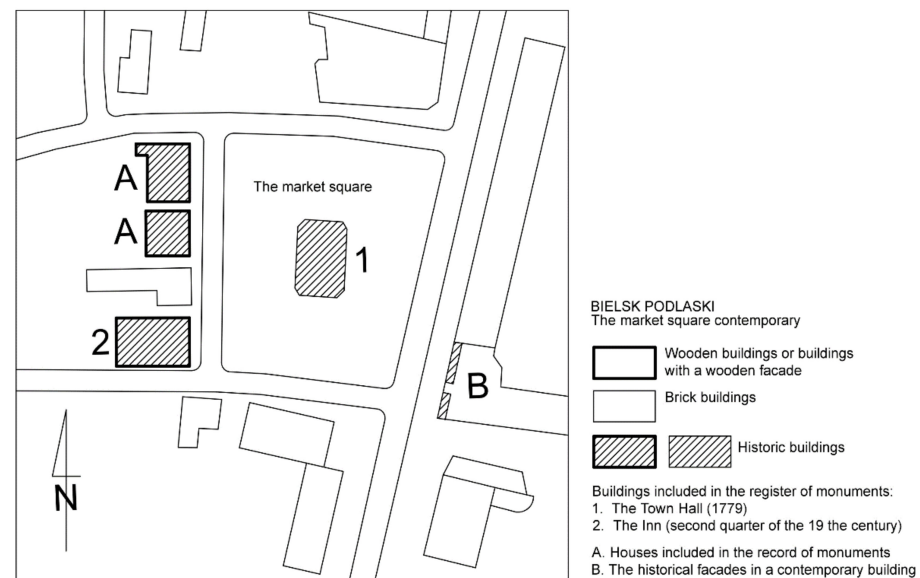 A
The market square
A
1
2
B
N
BIELSK PODLASKI
The market square contemporary
Wooden buildings or buildings
with a wooden facade
Brick buildings
Historic buildings
Buildings included in the register of monuments:
1. The Town Hall (1779)
2. The Inn (second quarter of the 19 the century)
A. Houses included in the record of monuments
B. The historical facades in a contemporary building